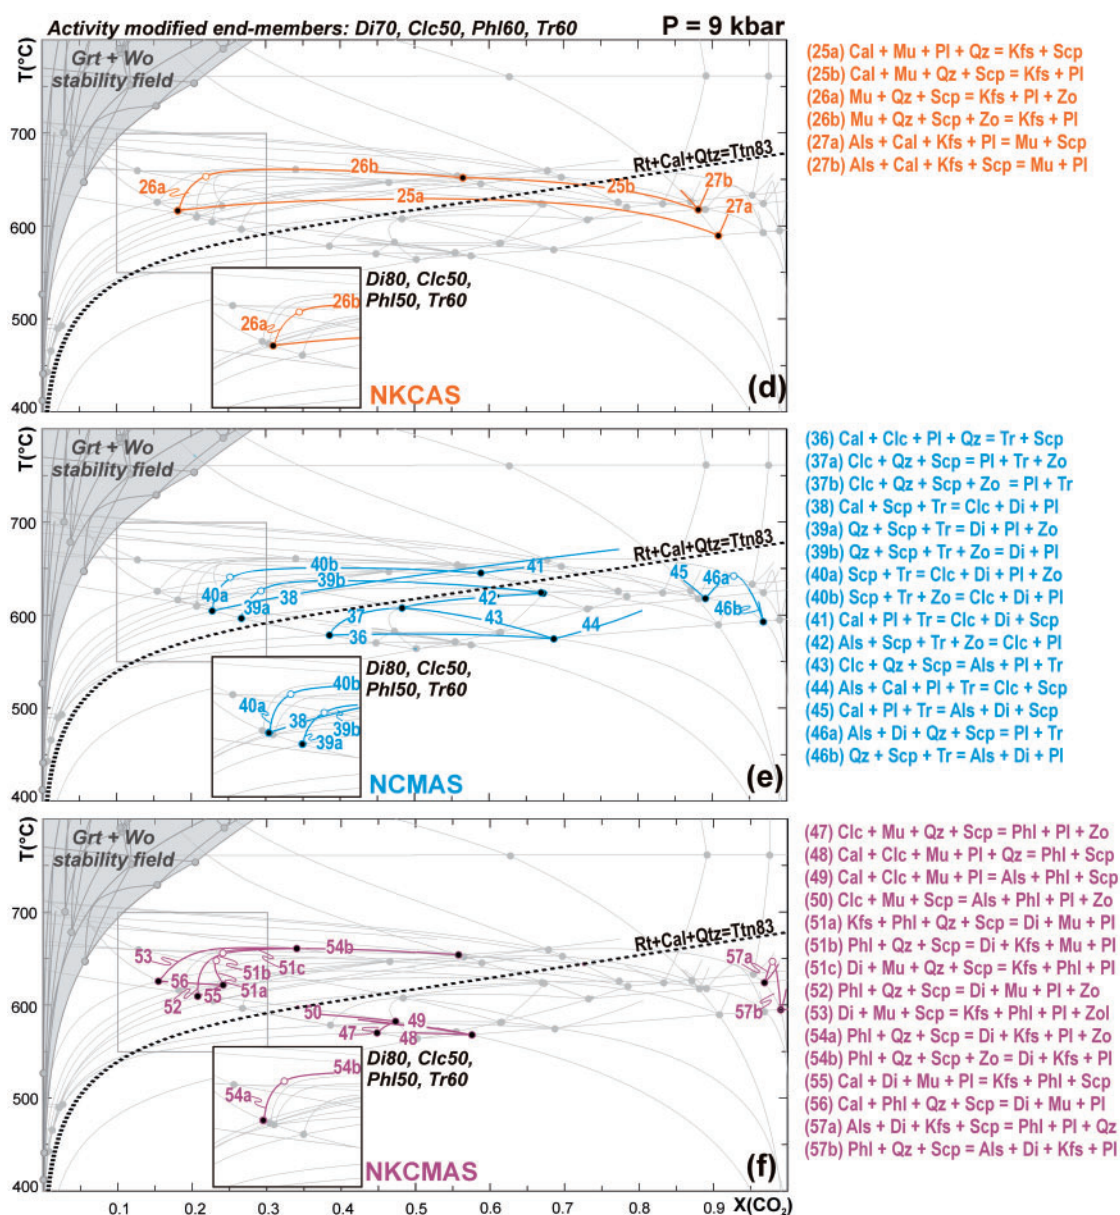 Activity modified end-members: Di70, Clc50, Phl60, Tr60
P = 9 kbar
T(°C)
Grt + Wo
stability field
700
600
500
400
Rt+Cal+Qtz=Ttn83
26a
26b
25a
25b
27b
27a
Di80, Clc50,
Phl50, Tr60
26a
26b
NKCAS
(d)
(25a) Cal + Mu + Pl + Qz = Kfs + Scp
(25b) Cal + Mu + Qz + Scp = Kfs + Pl
(26a) Mu + Qz + Scp = Kfs + Pl + Zo
(26b) Mu + Qz + Scp + Zo = Kfs + Pl
(27a) Als + Cal + Kfs + Pl = Mu + Scp
(27b) Als + Cal + Kfs + Scp = Mu + Pl
T(°C)
Grt + Wo
stability field
700
600
500
400
Rt+Cal+Qtz=Ttn83
40b
41
39b
40a
39a
38
42
37
43
36
44
45
46a
46b
Di80, Clc50,
Phl50, Tr60
40b
40a
38
39b
39a
NCMAS
(e)
(36) Cal + Clc + Pl + Qz = Tr + Scp
(37a) Clc + Qz + Scp = Pl + Tr + Zo
(37b) Clc + Qz + Scp + Zo = Pl + Tr
(38) Cal + Scp + Tr = Clc + Di + Pl
(39a) Qz + Scp + Tr = Di + Pl + Zo
(39b) Qz + Scp + Tr + Zo = Di + Pl
(40a) Scp + Tr = Clc + Di + Pl + Zo
(40b) Scp + Tr + Zo = Clc + Di + Pl
(41) Cal + Pl + Tr = Clc + Di + Scp
(42) Als + Scp + Tr + Zo = Clc + Pl
(43) Clc + Qz + Scp = Als + Pl + Tr
(44) Als + Cal + Pl + Tr = Clc + Scp
(45) Cal + Pl + Tr = Als + Di + Scp
(46a) Als + Di + Qz + Scp = Pl + Tr
(46b) Qz + Scp + Tr = Als + Di + Pl
T(°C)
Grt + Wo
stability field
700
600
500
400
Rt+Cal+Qtz=Ttn83
53
54b
51c
51b
56
51a
52
55
50
49
47
48
57a
57b
Di80, Clc50,
Phl50, Tr60
54b
54a
NKCMAS
(f)
0.1
0.2
0.3
0.4
0.5
0.6
0.7
0.8
0.9
X(CO₂)
(47) Clc + Mu + Qz + Scp = Phl + Pl + Zo
(48) Cal + Clc + Mu + Pl + Qz = Phl + Scp
(49) Cal + Clc + Mu + Pl = Als + Phl + Scp
(50) Clc + Mu + Scp = Als + Phl + Pl + Zo
(51a) Kfs + Phl + Qz + Scp = Di + Mu + Pl
(51b) Phl + Qz + Scp = Di + Kfs + Mu + Pl
(51c) Di + Mu + Qz + Scp = Kfs + Phl + Pl
(52) Phl + Qz + Scp = Di + Mu + Pl + Zo
(53) Di + Mu + Scp = Kfs + Phl + Pl + Zol
(54a) Phl + Qz + Scp = Di + Kfs + Pl + Zo
(54b) Phl + Qz + Scp + Zo = Di + Kfs + Pl
(55) Cal + Di + Mu + Pl = Kfs + Phl + Scp
(56) Cal + Phl + Qz + Scp = Di + Mu + Pl
(57a) Als + Di + Kfs + Scp = Phl + Pl + Qz
(57b) Phl + Qz + Scp = Als + Di + Kfs + Pl